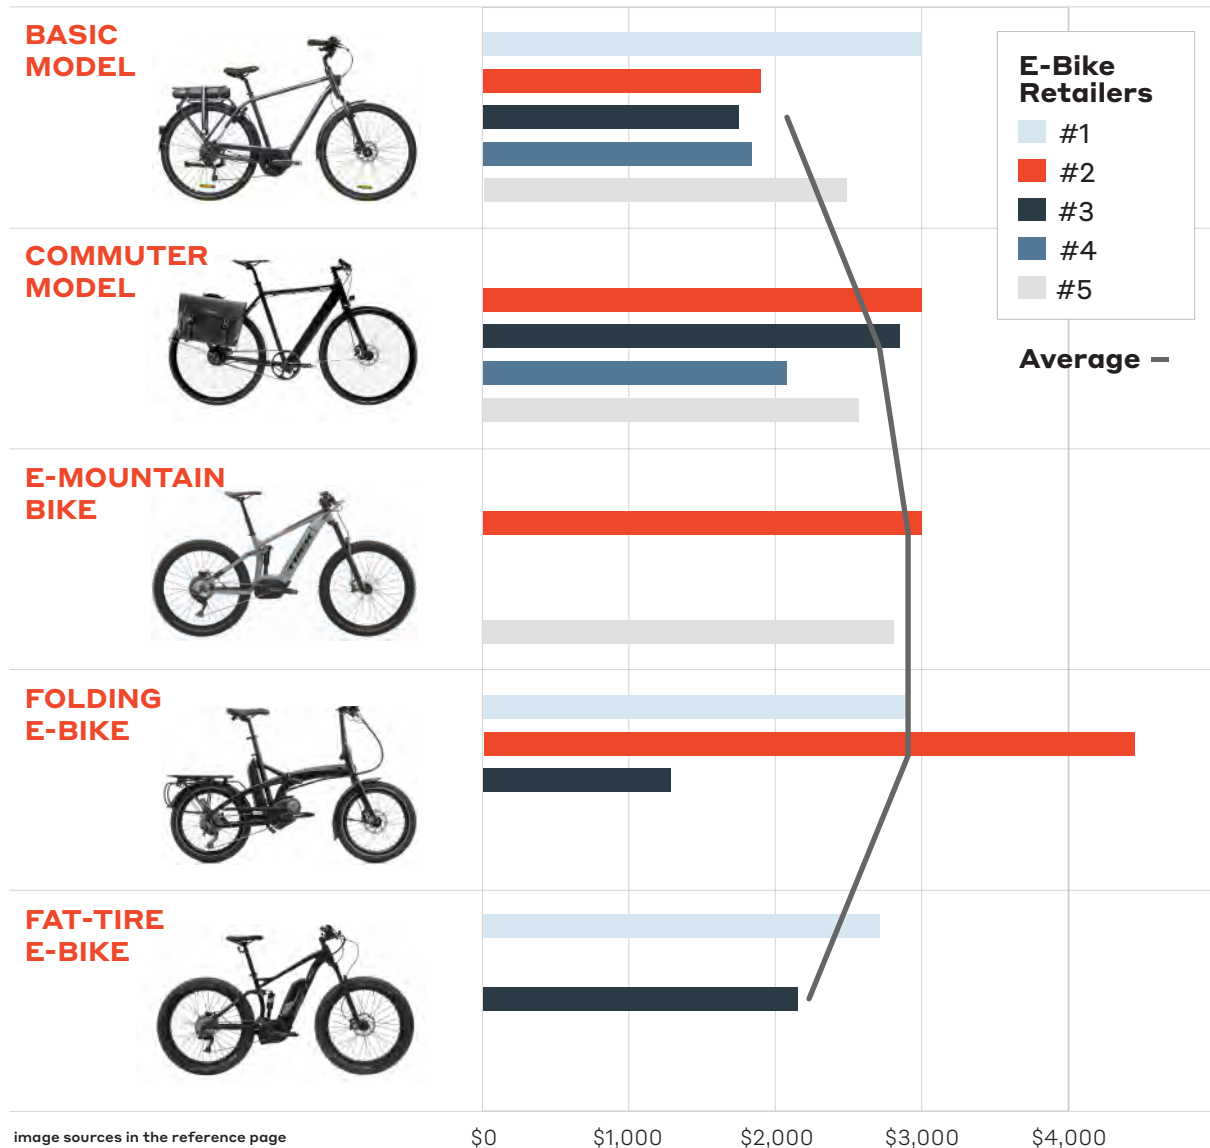 BASIC
MODEL
COMMUTER
MODEL
E-MOUNTAIN
BIKE
FOLDING
E-BIKE
FAT-TIRE
E-BIKE
E-Bike
Retailers
#1
#2
#3
#4
#5
Average
image sources in the reference page
$0
$1,000
$2,000
$3,000
$4,000